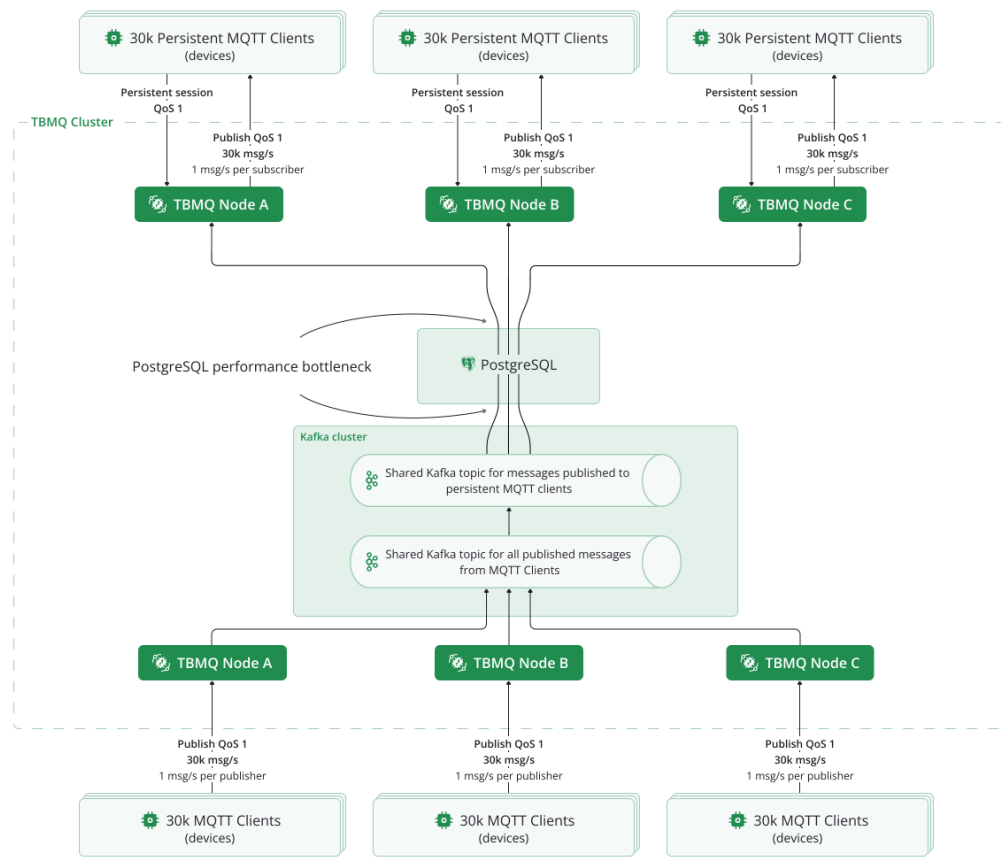 30k Persistent MQTT Clients
(devices)
30k Persistent MQTT Clients
(devices)
30k Persistent MQTT Clients
(devices)
Persistent session
QoS 1
Persistent session
QoS 1
Persistent session
QoS 1
TBMQ Cluster
Publish QoS 1
30k msg/s
1 msg/s per subscriber
Publish QoS 1
30k msg/s
1 msg/s per subscriber
Publish QoS 1
30k msg/s
1 msg/s per subscriber
TBMQ Node A
TBMQ Node B
TBMQ Node C
PostgreSQL performance bottleneck
PostgreSQL
Kafka cluster
Shared Kafka topic for messages published to
persistent MQTT clients
Shared Kafka topic for all published messages
from MQTT Clients
TBMQ Node A
TBMQ Node B
TBMQ Node C
Publish QoS 1
30k msg/s
1 msg/s per publisher
Publish QoS 1
30k msg/s
1 msg/s per publisher
Publish QoS 1
30k msg/s
1 msg/s per publisher
30k MQTT Clients
(devices)
30k MQTT Clients
(devices)
30k MQTT Clients
(devices)